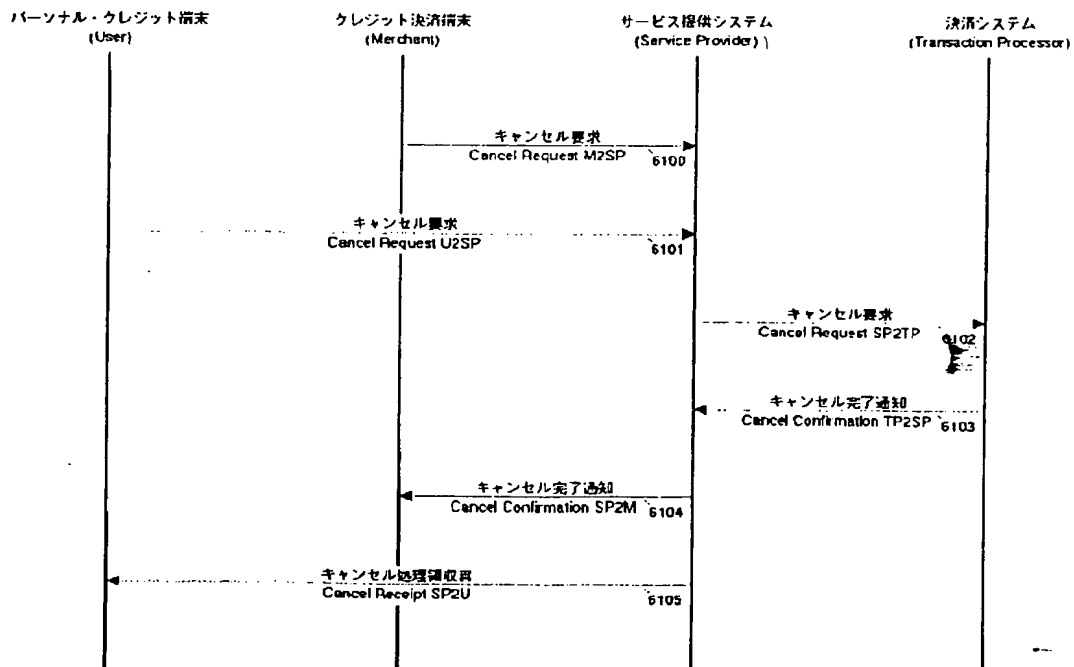 パーソナル・クレジット端末
(User)
クレジット決済端末
(Merchant)
サービス提供システム
(Service Provider)
決済システム
(Transaction Processor)
キャンセル要求
Cancel Request M2SP
6100
キャンセル要求
Cancel Request U2SP
6101
キャンセル要求
Cancel Request SP2TP
6102
キャンセル完了通知
Cancel Confirmation TP2SP
6103
キャンセル完了通知
Cancel Confirmation SP2M
6104
キャンセル処理領収書
Cancel Receipt SP2U
6105